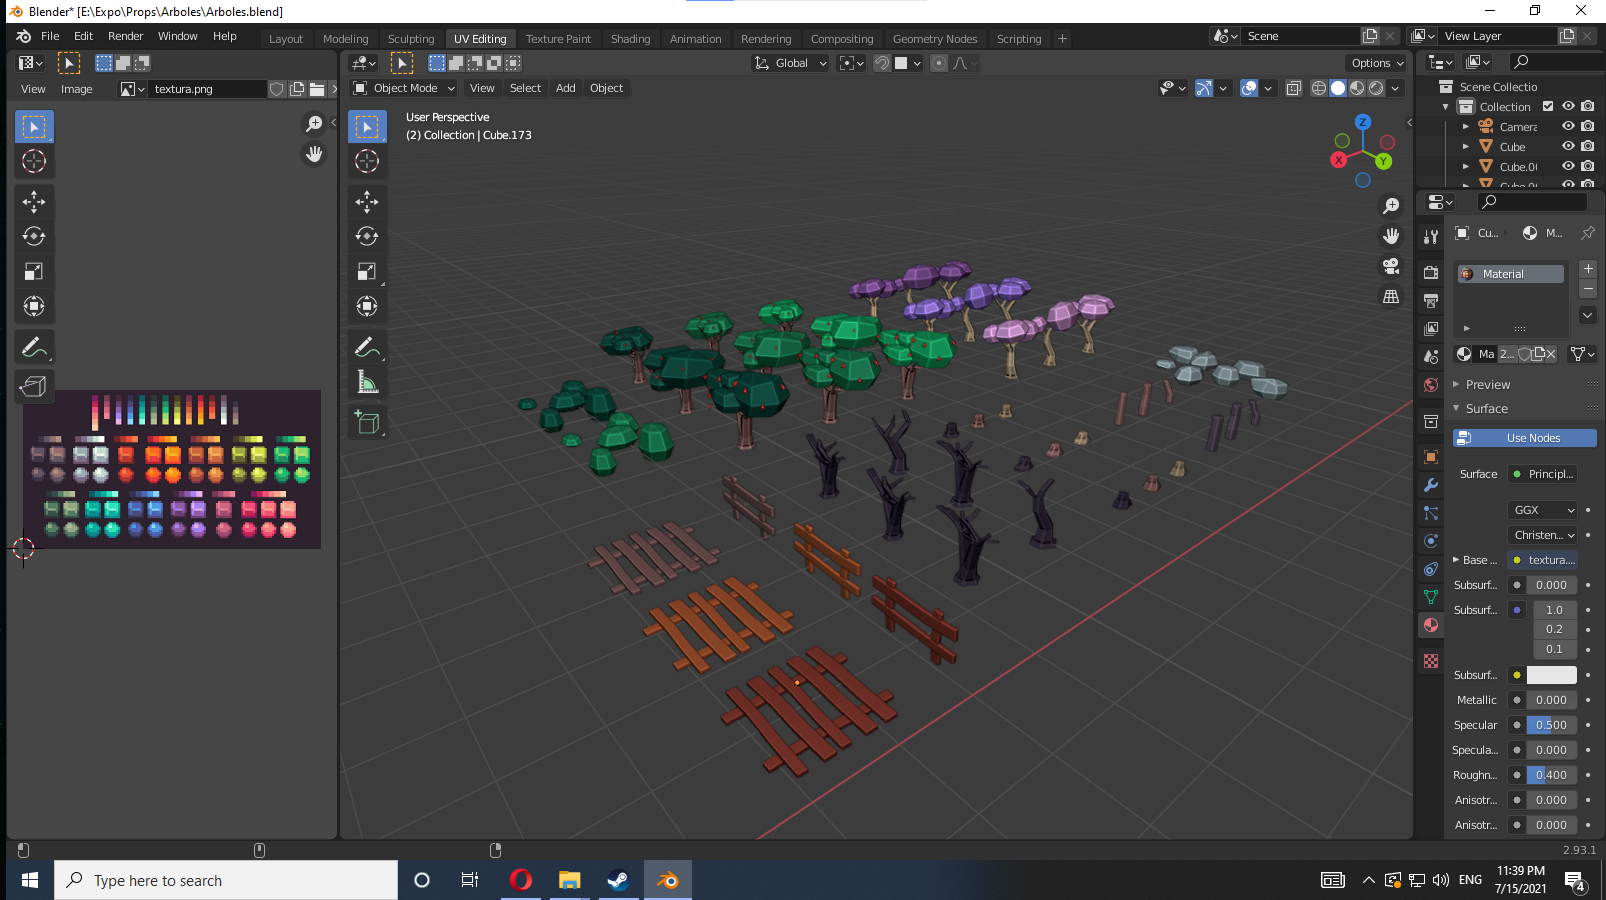 Blender* [E:\Expo\Props\Arboles\Arboles.blend]
File Edit Render Window Help
Layout Modeling Sculpting UV Editing Texture Paint Shading Animation Rendering Compositing Geometry Nodes Scripting +
Scene
View Layer
Global
Options
View Image
textura.png
Object Mode View Select Add Object
User Perspective
(2) Collection | Cube.173
Z
X
Y
Scene Collectio
Collection
Camera
Cube
Cube.0
Cu...
M...
Material
Ma
2...
Preview
Surface
Use Nodes
Surface
Principl...
GGX
Christen...
Base ...
textura....
Subsurf...
0.000
Subsurf...
1.0
0.2
0.1
Subsurf...
Metallic
0.000
Specular
0.500
Specula...
0.000
Roughn...
0.400
Anisotr...
0.000
Anisotr...
0.000
2.93.1
Type here to search
ENG
11:39 PM
7/15/2021
4